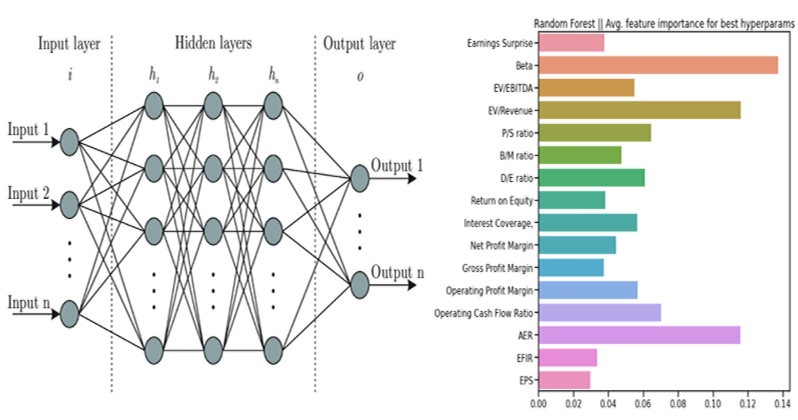 Input layer
Hidden layers
Output layer
i
h1
h2
hn
o
Input 1
Input 2
Input n
Output 1
Output n
Random Forest || Avg. feature importance for best hyperparams
Earnings Surprise
Beta
EV/EBITDA
EV/Revenue
P/S ratio
B/M ratio
D/E ratio
Return on Equity
Interest Coverage,
Net Profit Margin
Gross Profit Margin
Operating Profit Margin
Operating Cash Flow Ratio
AER
EFIR
EPS
0.00 0.02 0.04 0.06 0.08 0.10 0.12 0.14